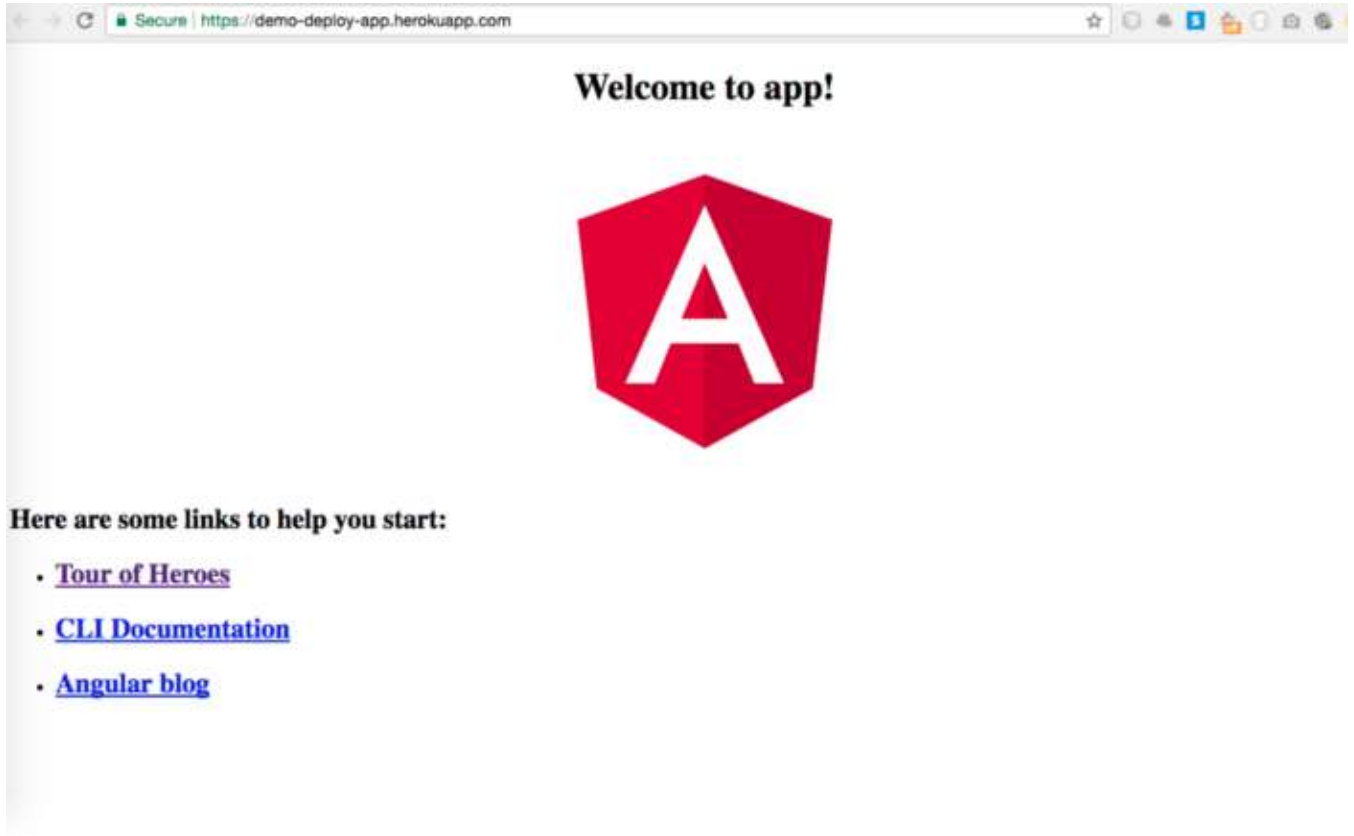 Secure | https://demo-deploy-app.herokuapp.com
Welcome to app!
A
Here are some links to help you start:
• Tour of Heroes
• CLI Documentation
• Angular blog